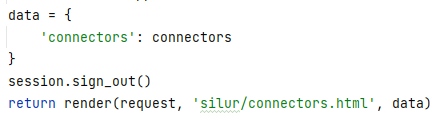 data = {
    'connectors': connectors
}
session.sign_out()
return render(request, 'silur/connectors.html', data)